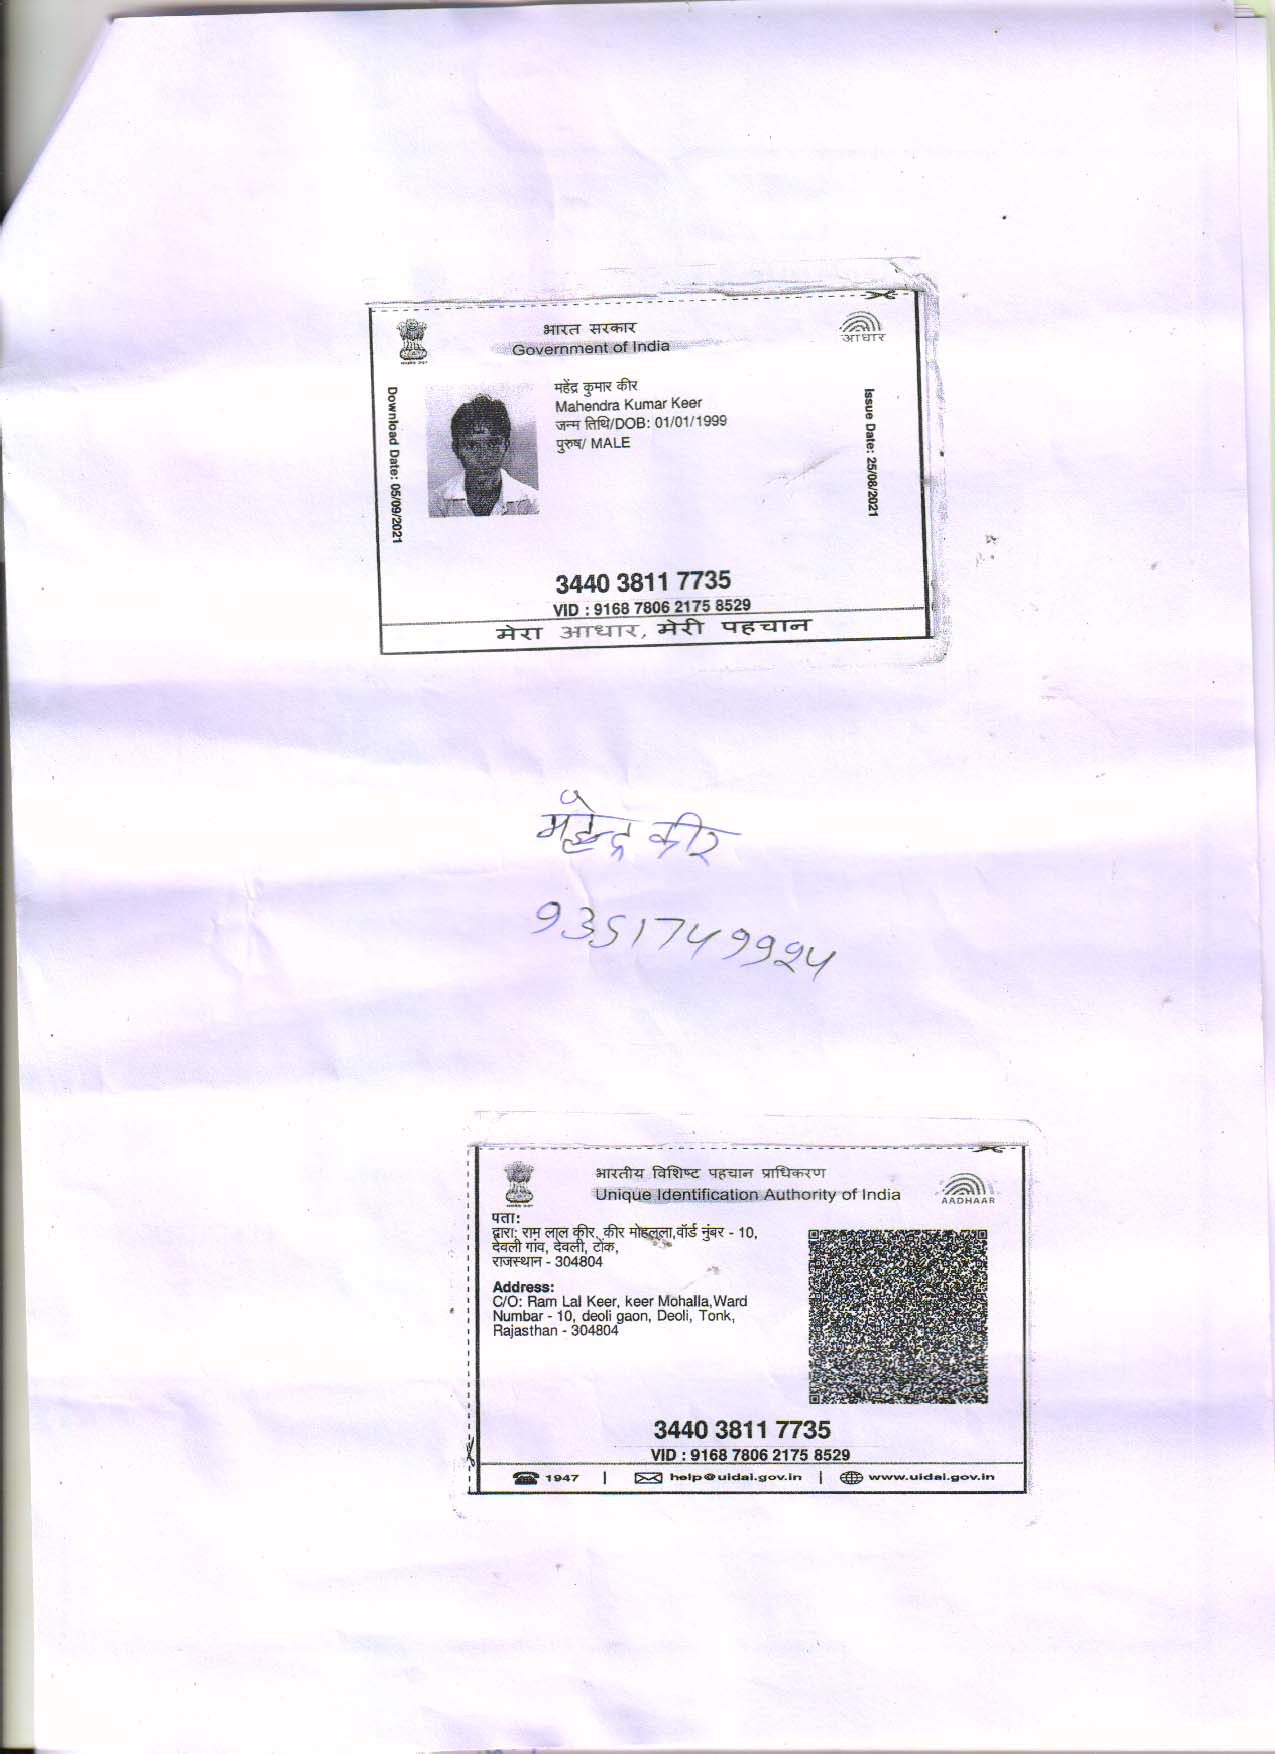 भारत सरकार
Government of India
आधार
Download Date: 05/09/2021
महेंद्र कुमार कीर
Mahendra Kumar Keer
जन्म तिथि/DOB: 01/01/1999
पुरुष/ MALE
Issue Date: 25/08/2021
3440 3811 7735
VID : 9168 7806 2175 8529
मेरा आधार, मेरी पहचान
महेन्द्र कीर
भारतीय विशिष्ट पहचान प्राधिकरण
Unique Identification Authority of India
AADHAAR
पता:
द्वारा: राम लाल कीर, कीर मोहल्ला,वॉर्ड नुंबर - 10,
देवली गांव, देवली, टोंक,
राजस्थान - 304804
Address:
C/O: Ram Lal Keer, keer Mohalla,Ward
Numbar - 10, deoli gaon, Deoli, Tonk,
Rajasthan - 304804
3440 3811 7735
VID : 9168 7806 2175 8529
1947 | help@uidai.gov.in | www.uidai.gov.in